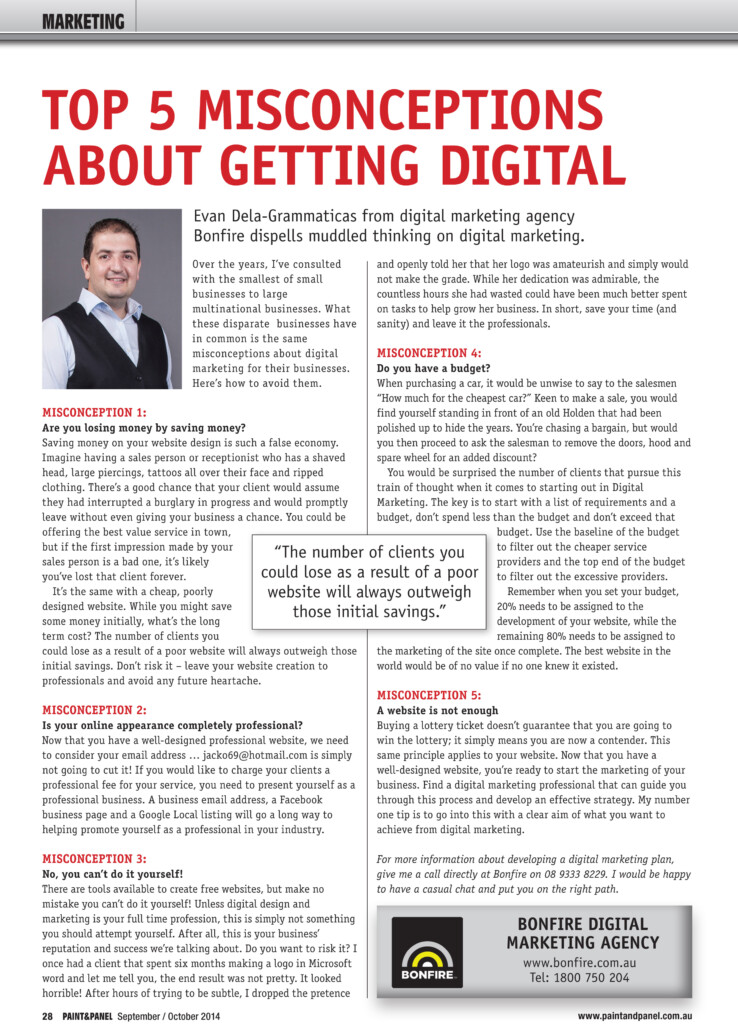 MARKETING
TOP 5 MISCONCEPTIONS
ABOUT GETTING DIGITAL
Evan Dela-Grammaticas from digital marketing agency
Bonfire dispells muddled thinking on digital marketing.
Over the years, I've consulted
with the smallest of small
businesses to large
multinational businesses. What
these disparate businesses have
in common is the same
misconceptions about digital
marketing for their businesses.
Here's how to avoid them.
MISCONCEPTION 1:
Are you losing money by saving money?
Saving money on your website design is such a false economy.
Imagine having a sales person or receptionist who has a shaved
head, large piercings, tattoos all over their face and ripped
clothing. There's a good chance that your client would assume
they had interrupted a burglary in progress and would promptly
leave without even giving your business a chance. You could be
offering the best value service in town,
but if the first impression made by your
sales person is a bad one, it's likely
you've lost that client forever.
It's the same with a cheap, poorly
designed website. While you might save
some money initially, what's the long
term cost? The number of clients you
could lose as a result of a poor website will always outweigh those
initial savings. Don't risk it – leave your website creation to
professionals and avoid any future heartache.
MISCONCEPTION 2:
Is your online appearance completely professional?
Now that you have a well-designed professional website, we need
to consider your email address … jacko69@hotmail.com is simply
not going to cut it! If you would like to charge your clients a
professional fee for your service, you need to present yourself as a
professional business. A business email address, a Facebook
business page and a Google Local listing will go a long way to
helping promote yourself as a professional in your industry.
MISCONCEPTION 3:
No, you can't do it yourself!
There are tools available to create free websites, but make no
mistake you can't do it yourself! Unless digital design and
marketing is your full time profession, this is simply not something
you should attempt yourself. After all, this is your business'
reputation and success we're talking about. Do you want to risk it? I
once had a client that spent six months making a logo in Microsoft
word and let me tell you, the end result was not pretty. It looked
horrible! After hours of trying to be subtle, I dropped the pretence
and openly told her that her logo was amateurish and simply would
not make the grade. While her dedication was admirable, the
countless hours she had wasted could have been much better spent
on tasks to help grow her business. In short, save your time (and
sanity) and leave it the professionals.
MISCONCEPTION 4:
Do you have a budget?
When purchasing a car, it would be unwise to say to the salesmen
"How much for the cheapest car?" Keen to make a sale, you would
find yourself standing in front of an old Holden that had been
polished up to hide the years. You're chasing a bargain, but would
you then proceed to ask the salesman to remove the doors, hood and
spare wheel for an added discount?
You would be surprised the number of clients that pursue this
train of thought when it comes to starting out in Digital
Marketing. The key is to start with a list of requirements and a
budget, don't spend less than the budget and don't exceed that
budget. Use the baseline of the budget
to filter out the cheaper service
providers and the top end of the budget
to filter out the excessive providers.
Remember when you set your budget,
20% needs to be assigned to the
development of your website, while the
remaining 80% needs to be assigned to
the marketing of the site once complete. The best website in the
world would be of no value if no one knew it existed.
"The number of clients you
could lose as a result of a poor
website will always outweigh
those initial savings."
MISCONCEPTION 5:
A website is not enough
Buying a lottery ticket doesn't guarantee that you are going to
win the lottery; it simply means you are now a contender. This
same principle applies to your website. Now that you have a
well-designed website, you're ready to start the marketing of your
business. Find a digital marketing professional that can guide you
through this process and develop an effective strategy. My number
one tip is to go into this with a clear aim of what you want to
achieve from digital marketing.
For more information about developing a digital marketing plan,
give me a call directly at Bonfire on 08 9333 8229. I would be happy
to have a casual chat and put you on the right path.
BONFIRE
BONFIRE DIGITAL
MARKETING AGENCY
www.bonfire.com.au
Tel: 1800 750 204
28 PAINT&PANEL September / October 2014
www.paintandpanel.com.au